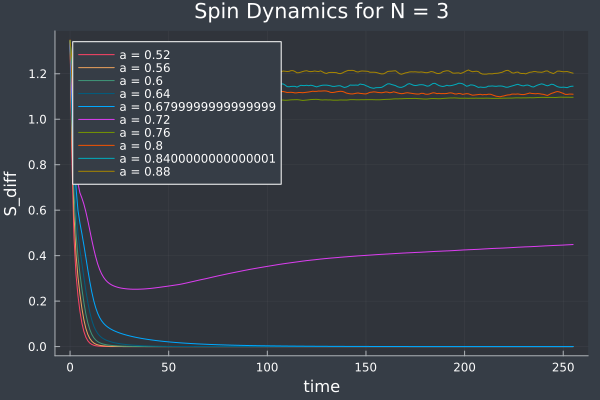 Spin Dynamics for N = 3
S_diff
1.2
1.0
0.8
0.6
0.4
0.2
0.0
a = 0.52
a = 0.56
a = 0.6
a = 0.64
a = 0.6799999999999999
a = 0.72
a = 0.76
a = 0.8
a = 0.8400000000000001
a = 0.88
0 50 100 150 200 250
time